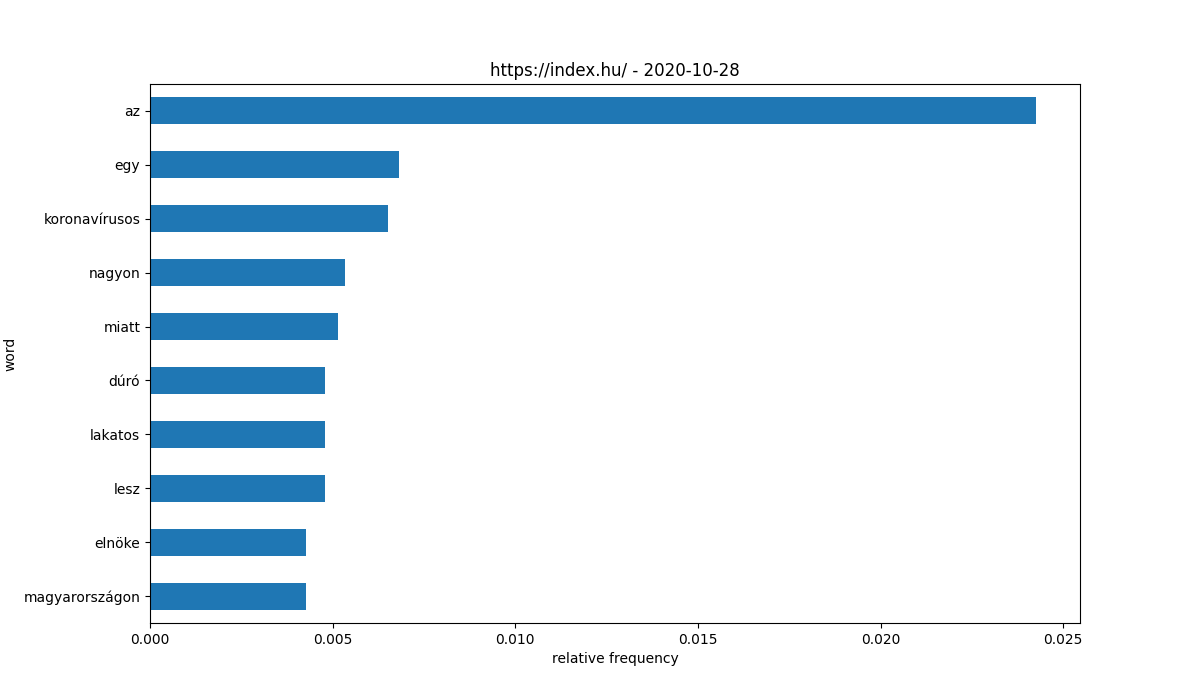 https://index.hu/ - 2020-10-28
az
egy
koronavírusos
nagyon
miatt
dúró
lakatos
lesz
elnöke
magyarországon
word
0.000 0.005 0.010 0.015 0.020 0.025
relative frequency